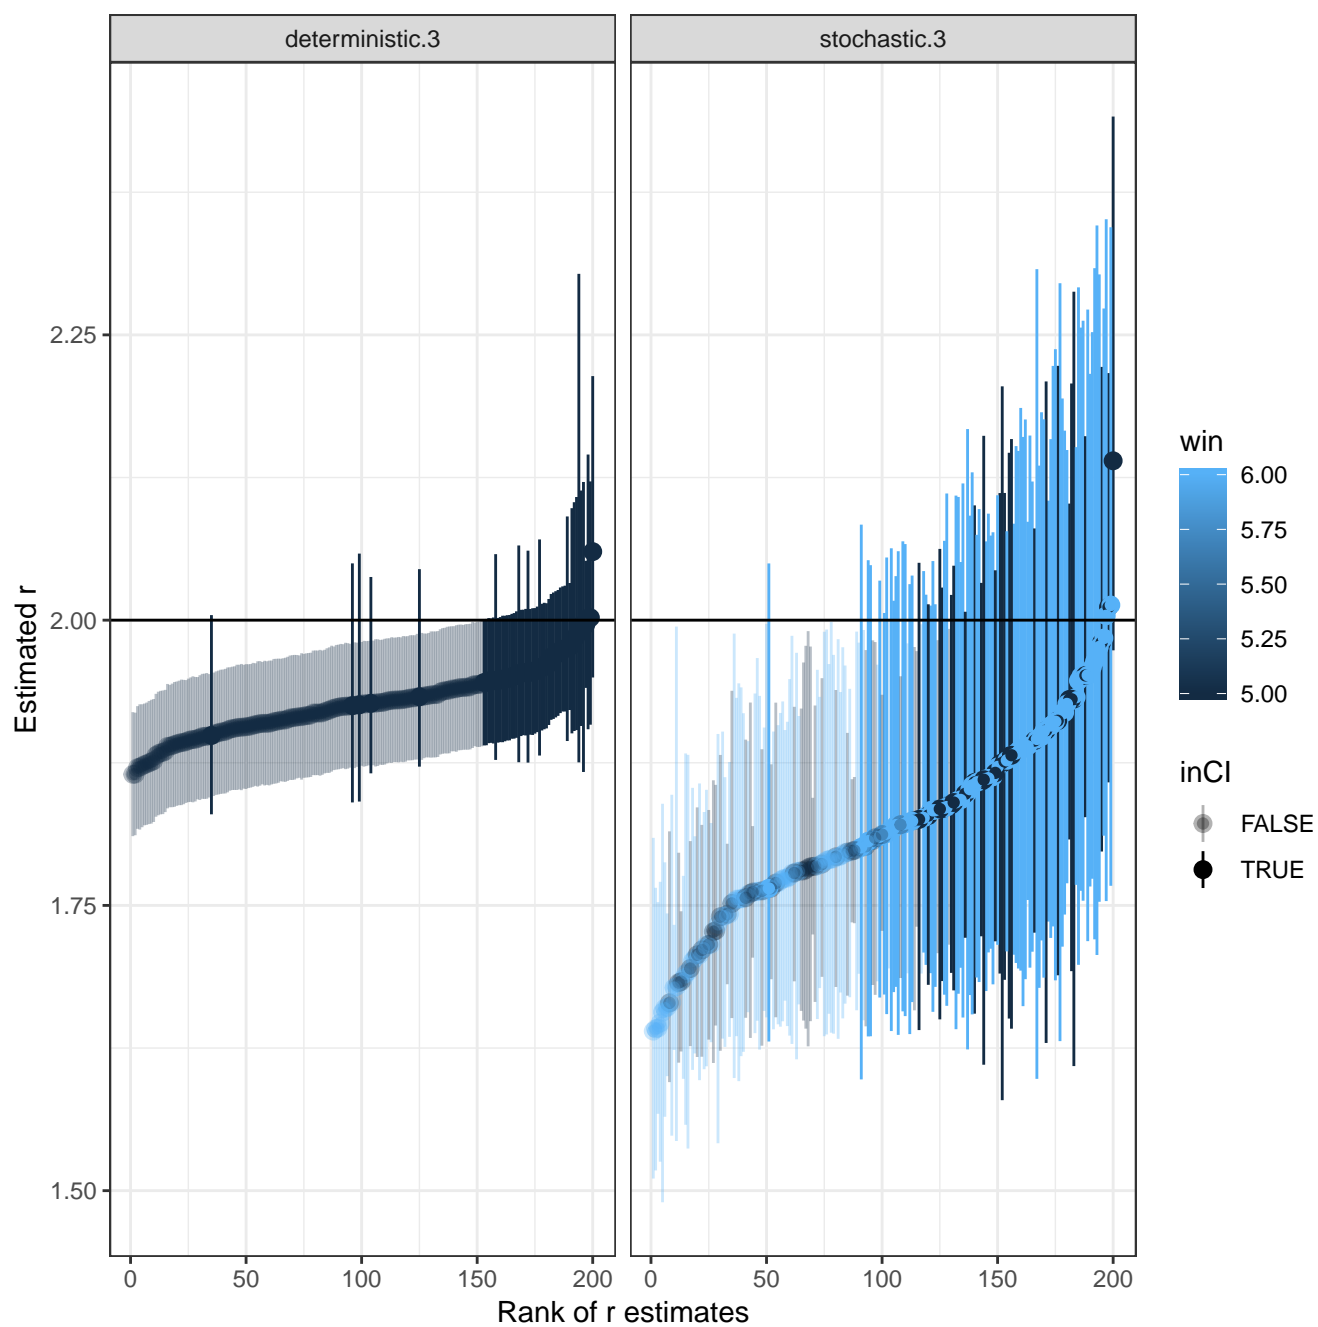 deterministic.3
stochastic.3
Estimated r
2.25
2.00
1.75
1.50
0 50 100 150 200
0 50 100 150 200
Rank of r estimates
win
6.00
5.75
5.50
5.25
5.00
inCI
FALSE
TRUE